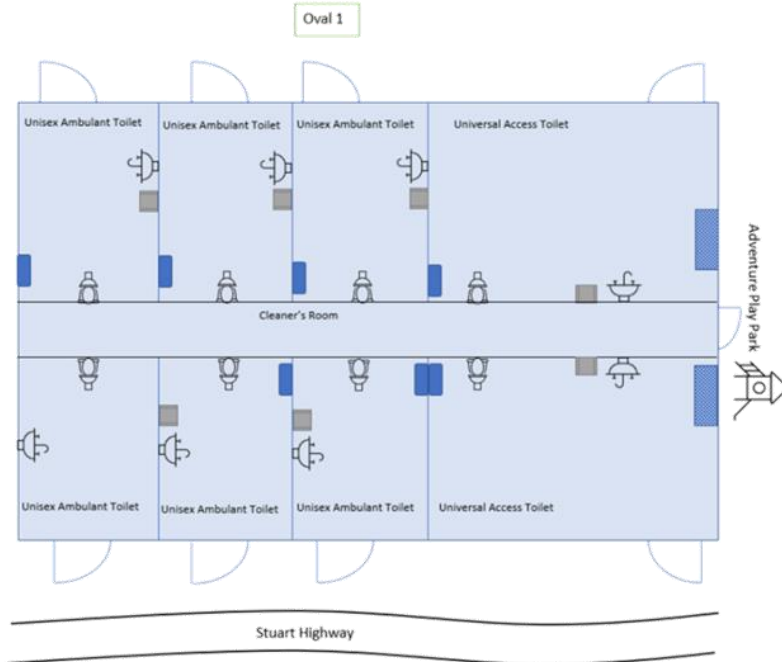 Oval 1
Unisex Ambulant Toilet
Unisex Ambulant Toilet
Unisex Ambulant Toilet
Universal Access Toilet
Adventure Play Park
Cleaner's Room
Unisex Ambulant Toilet
Unisex Ambulant Toilet
Unisex Ambulant Toilet
Universal Access Toilet
Stuart Highway